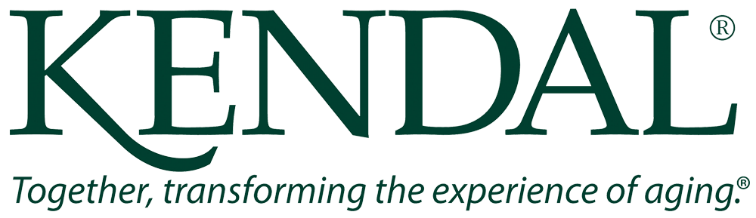 KENDAL®
Together, transforming the experience of aging.®